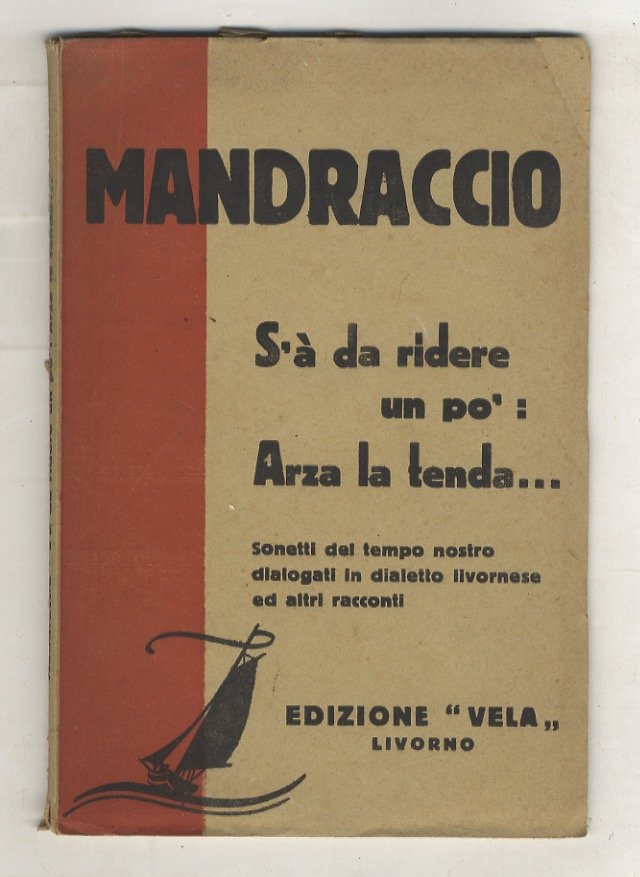 MANDRACCIO
S'à da ridere
un po':
Arza la tenda...
Sonetti del tempo nostro
dialogati in dialetto livornese
ed altri racconti
EDIZIONE “VELA„
LIVORNO